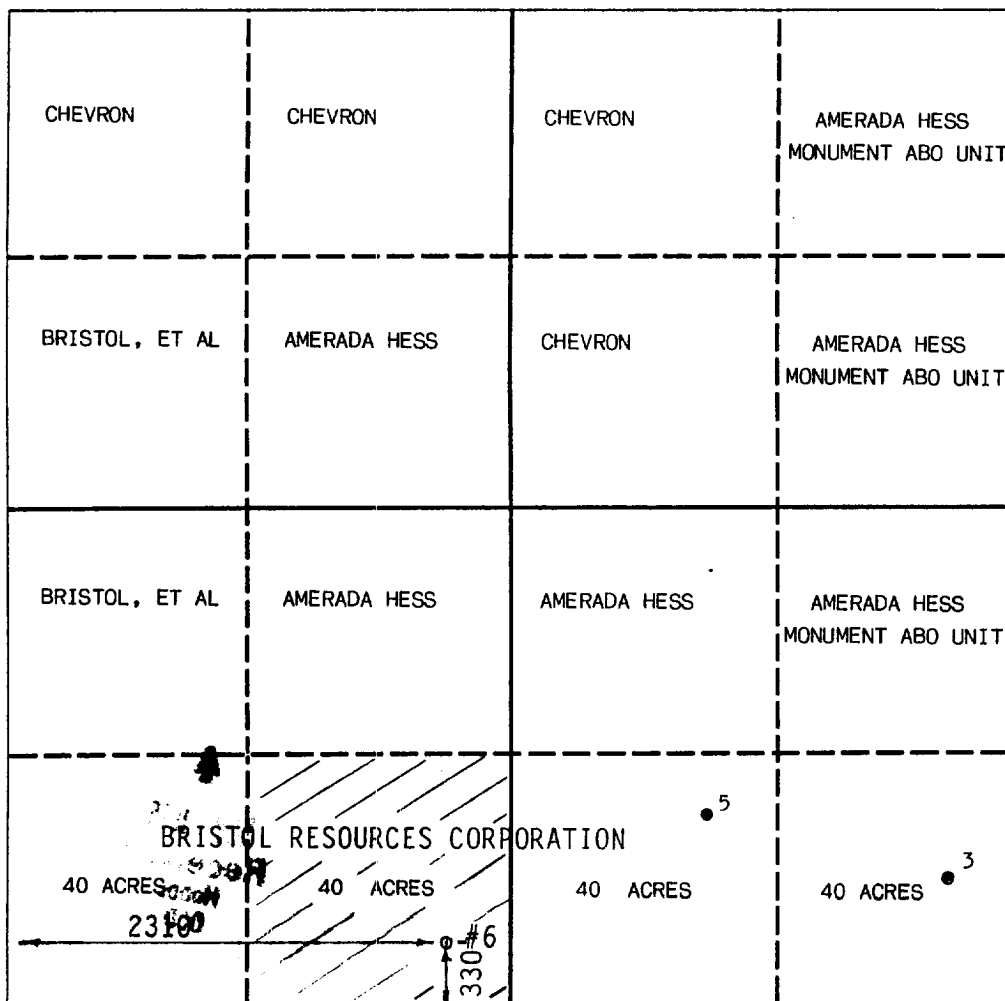 CHEVRON
CHEVRON
CHEVRON
AMERADA HESS
MONUMENT ABO UNIT
BRISTOL, ET AL
AMERADA HESS
CHEVRON
AMERADA HESS
MONUMENT ABO UNIT
BRISTOL, ET AL
AMERADA HESS
AMERADA HESS
AMERADA HESS
MONUMENT ABO UNIT
5
BRISTOL RESOURCES CORPORATION
3
40 ACRES
40 ACRES
40 ACRES
40 ACRES
2310
#6
330